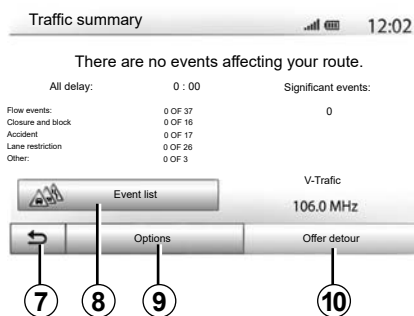 Traffic summary
12:02
There are no events affecting your route.
All delay: 0 : 00 Significant events:
Flow events: 0 OF 37 0
Closure and block 0 OF 16
Accident 0 OF 17
Lane restriction 0 OF 26
Other: 0 OF 3
V-Trafic
Event list
106.0 MHz
Options
Offer detour
7 8 9 10